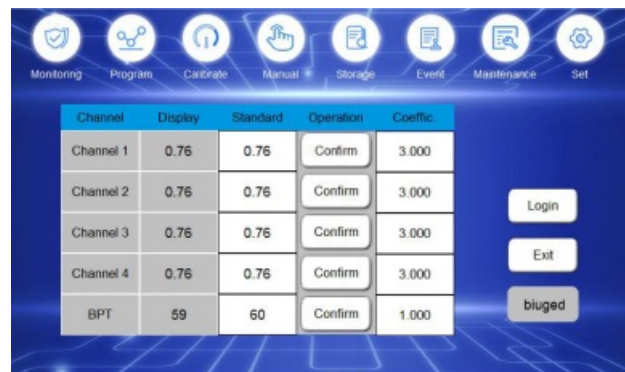 Monitoring Program Calibrate Manual Storage Event Maintenance Set
Channel Display Standard Operation Coeffic.
Channel 1 0.76 0.76 Confirm 3.000
Channel 2 0.76 0.76 Confirm 3.000
Channel 3 0.76 0.76 Confirm 3.000
Channel 4 0.76 0.76 Confirm 3.000
BPT 59 60 Confirm 1.000
Login
Exit
biuged